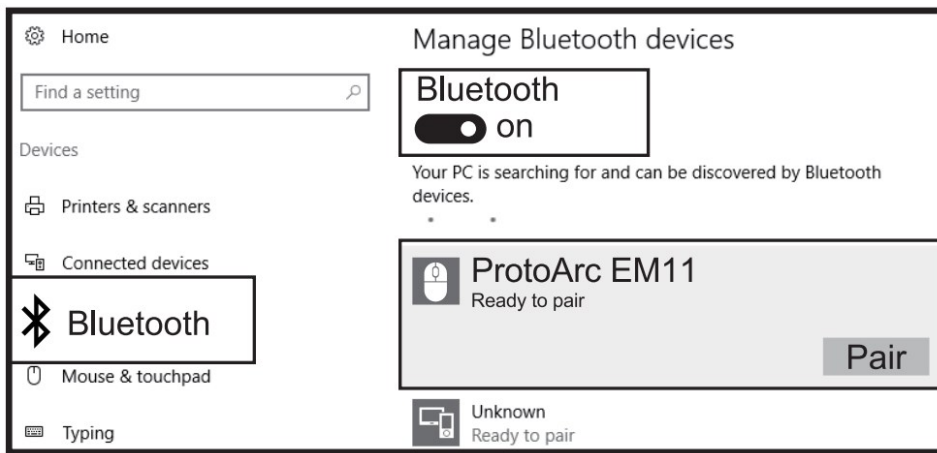 Home
Find a setting
Devices
Printers & scanners
Connected devices
Bluetooth
Mouse & touchpad
Typing
Manage Bluetooth devices
Bluetooth
on
Your PC is searching for and can be discovered by Bluetooth
devices.
ProtoArc EM11
Ready to pair
Pair
Unknown
Ready to pair